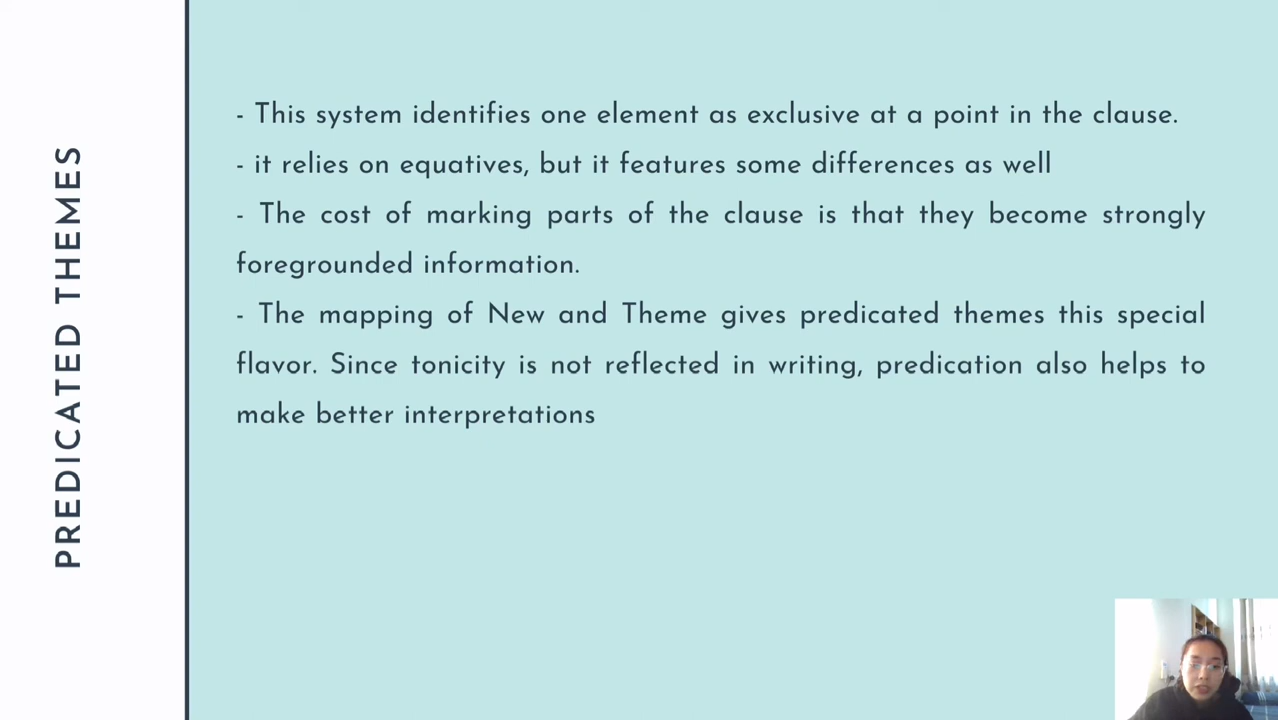 PREDICATED THEMES
- This system identifies one element as exclusive at a point in the clause.
- it relies on equatives, but it features some differences as well
- The cost of marking parts of the clause is that they become strongly
foregrounded information.
- The mapping of New and Theme gives predicated themes this special
flavor. Since tonicity is not reflected in writing, predication also helps to
make better interpretations